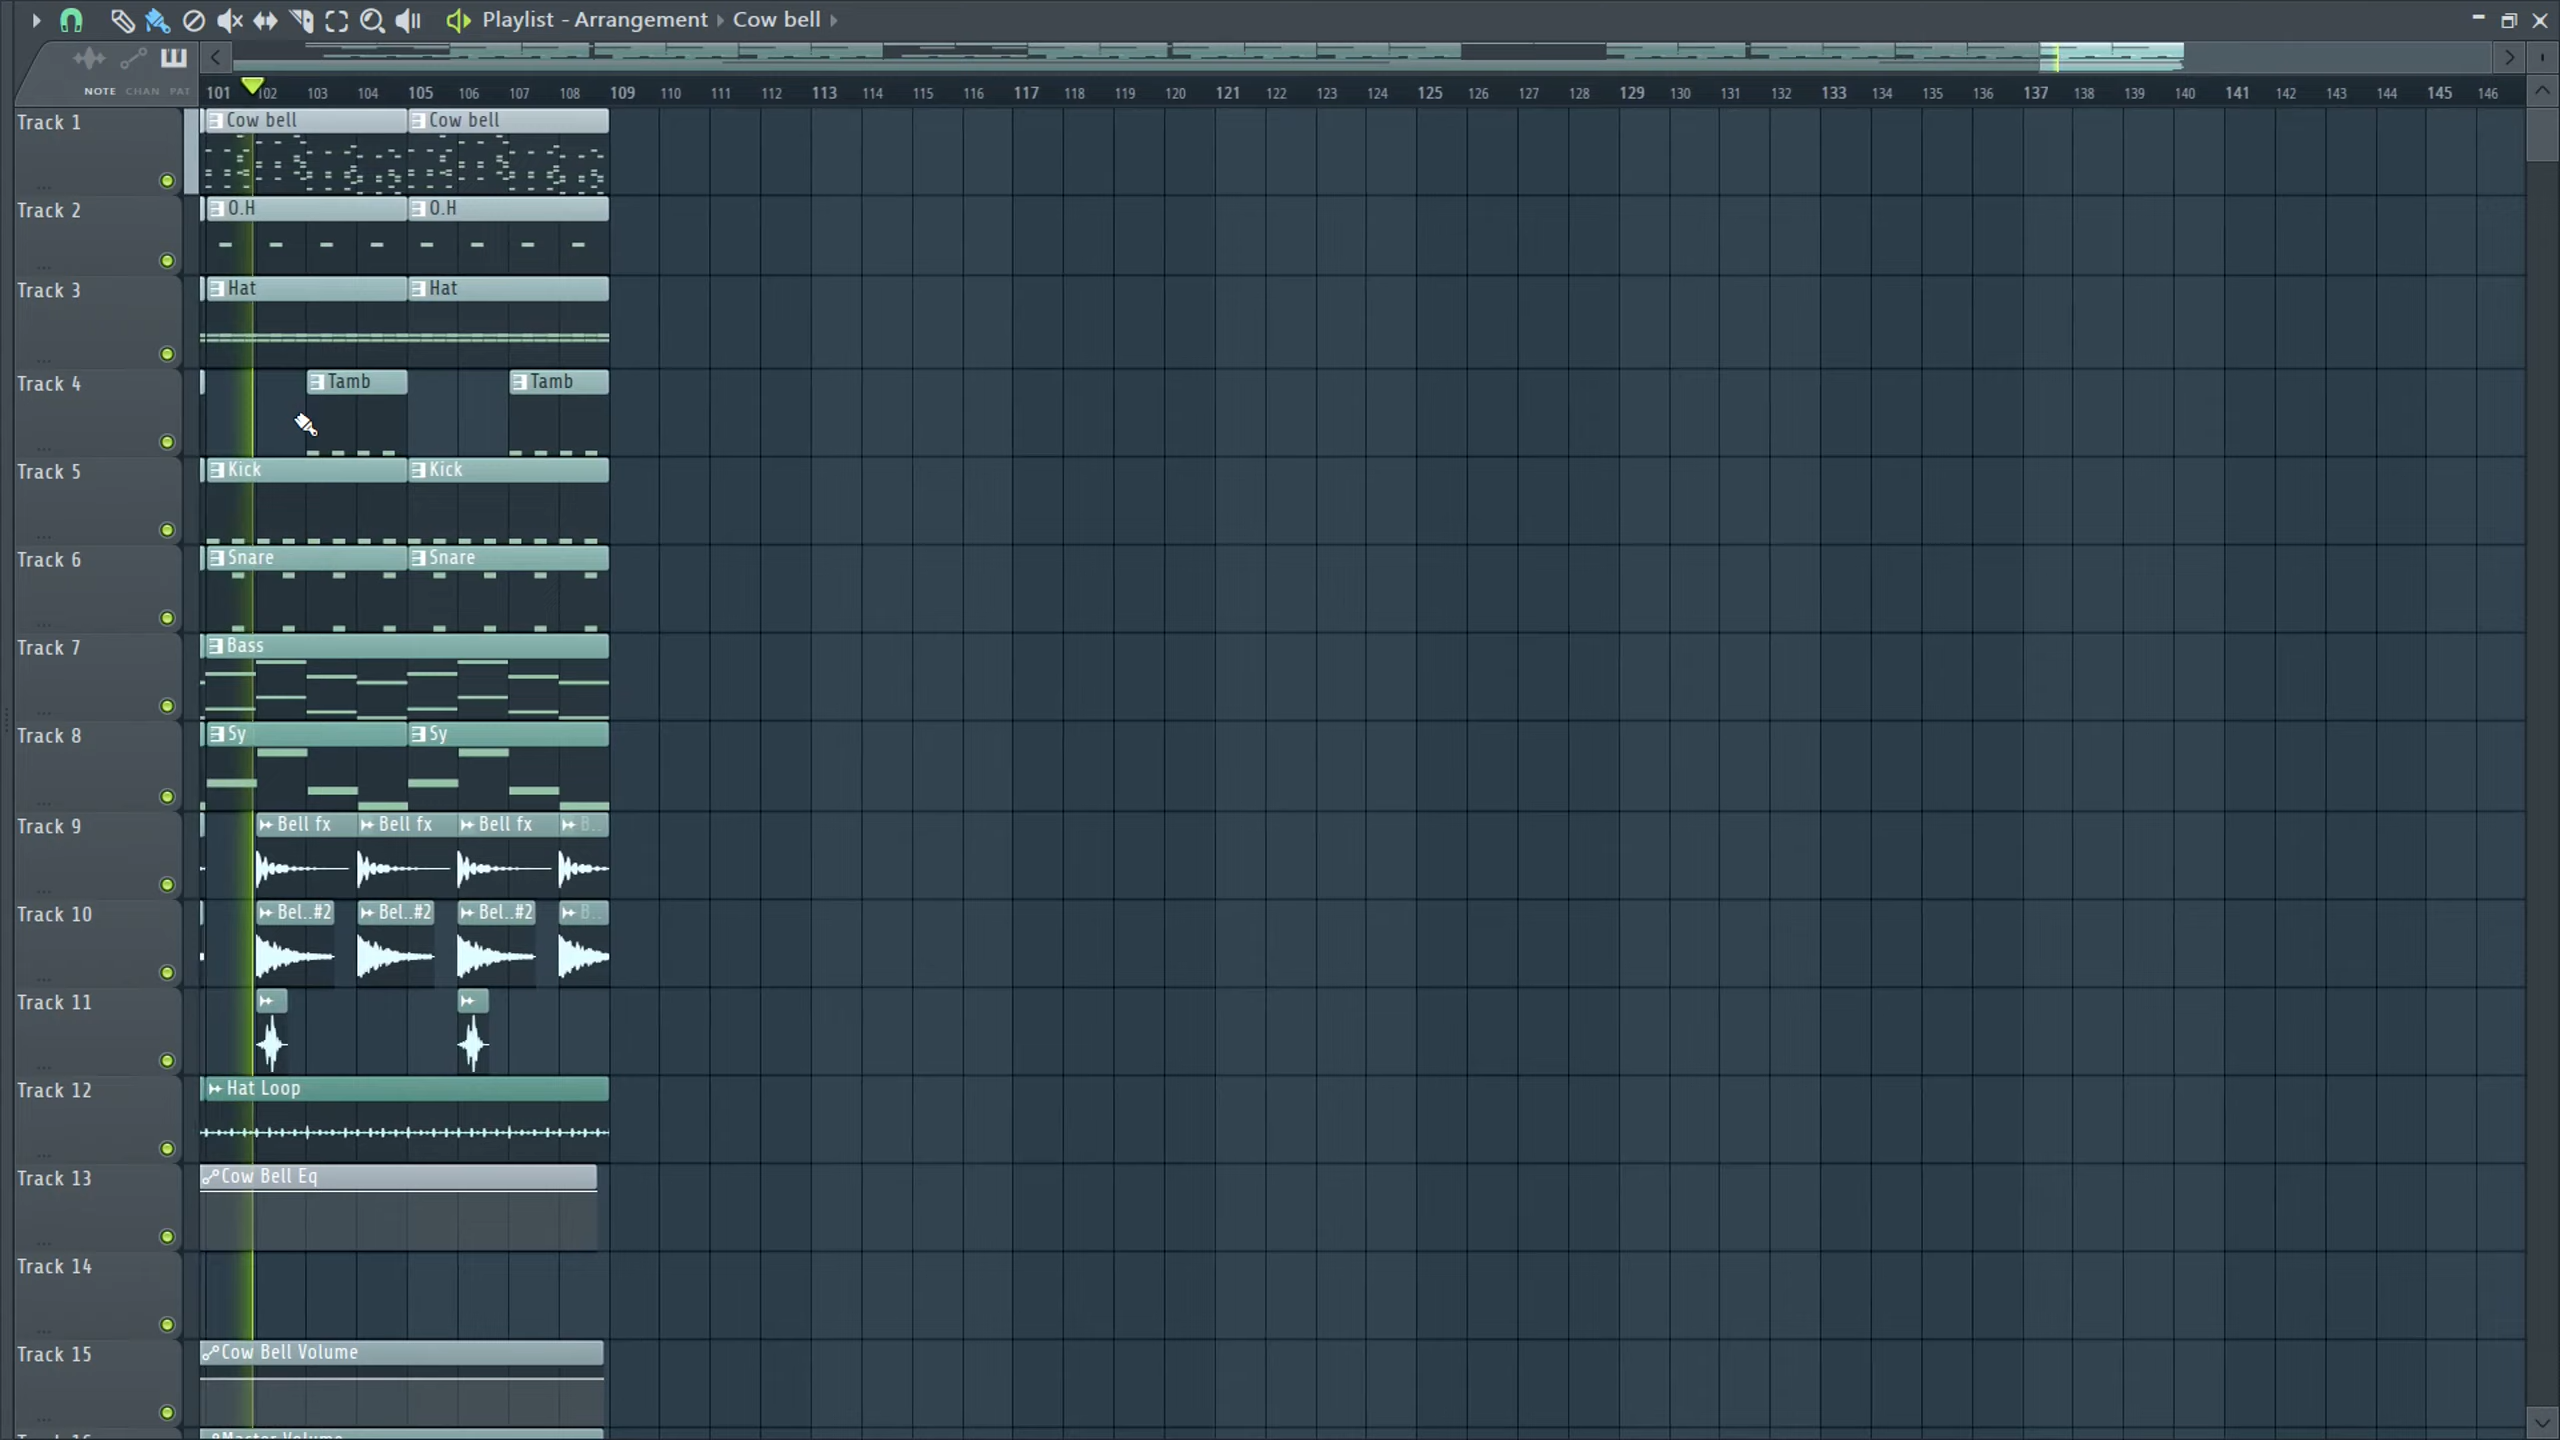 Playlist - Arrangement Cow bell
NOTE CHAN PAT
101 102 103 104 105 106 107 108 109 110 111 112 113 114 115 116 117 118 119 120 121 122 123 124 125 126 127 128 129 130 131 132 133 134 135 136 137 138 139 140 141 142 143 144 145 146
Track 1 Cow bell Cow bell
Track 2 O.H O.H
Track 3 Hat Hat
Track 4 Tamb Tamb
Track 5 Kick Kick
Track 6 Snare Snare
Track 7 Bass
Track 8 Sy Sy
Track 9 Bell fx Bell fx Bell fx B..
Track 10 Bel..#2 Bel..#2 Bel..#2 B..
Track 11
Track 12 Hat Loop
Track 13 Cow Bell Eq
Track 14
Track 15 Cow Bell Volume
Track 16 Master Volume